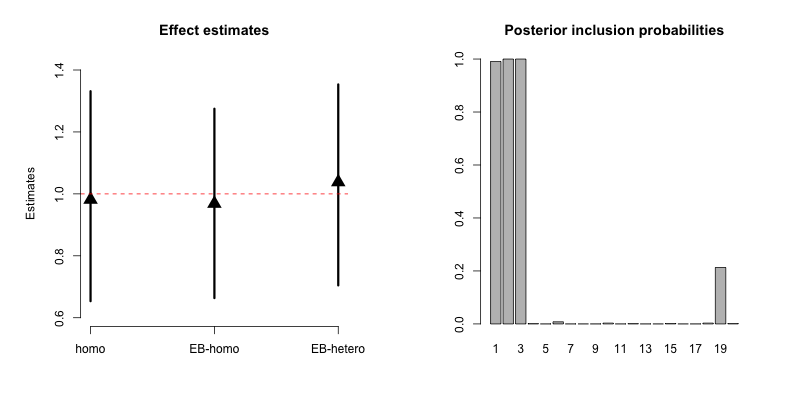 Effect estimates
Estimates
0.6 0.8 1.0 1.2 1.4
homo EB-homo EB-hetero
Posterior inclusion probabilities
0.0 0.2 0.4 0.6 0.8 1.0
1 3 5 7 9 11 13 15 17 19